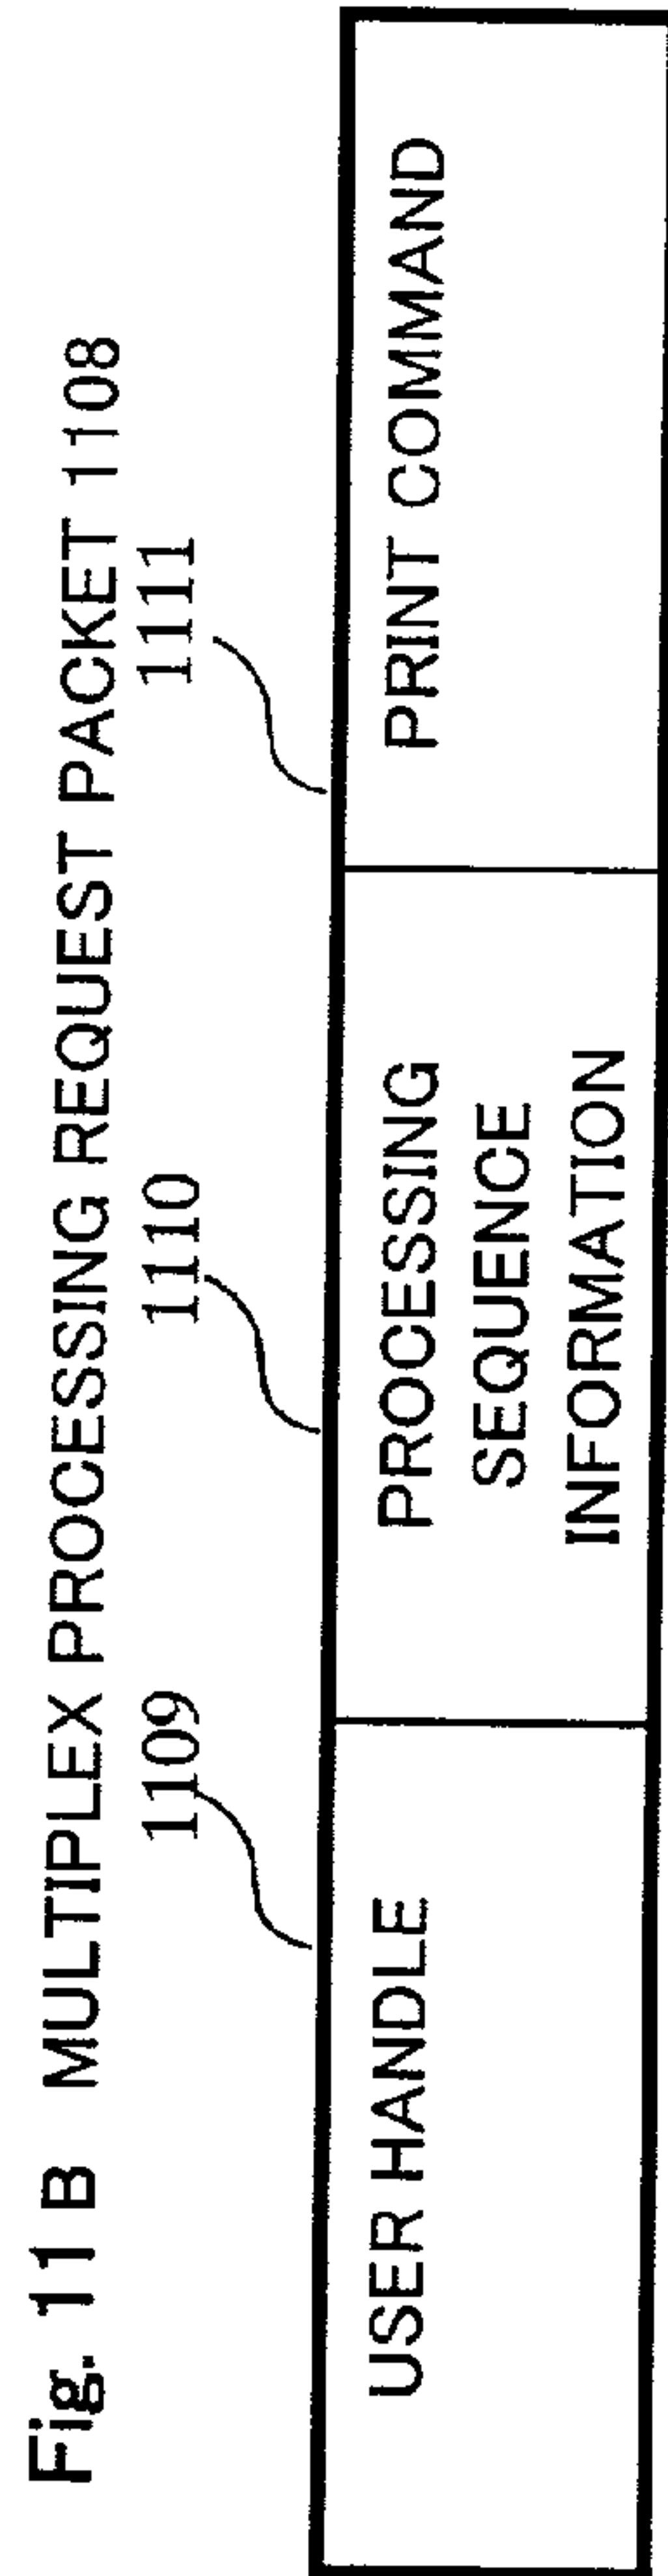 Fig. 11 B MULTIPLEX PROCESSING REQUEST PACKET 1108
1109 1110 1111
USER HANDLE
PROCESSING
SEQUENCE
INFORMATION
PRINT COMMAND